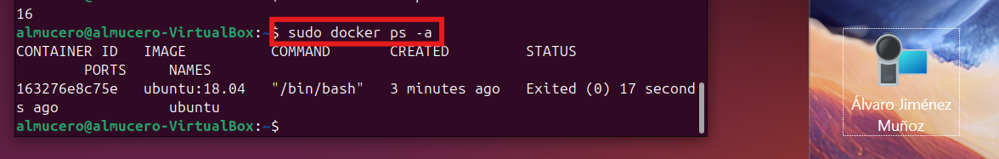 16
almucero@almucero-VirtualBox:~$ sudo docker ps -a
CONTAINER ID   IMAGE          COMMAND       CREATED         STATUS
          PORTS     NAMES
163276e8c75e   ubuntu:18.04   "/bin/bash"   3 minutes ago   Exited (0) 17 second
s ago               ubuntu
almucero@almucero-VirtualBox:~$
Álvaro Jiménez
Muñoz